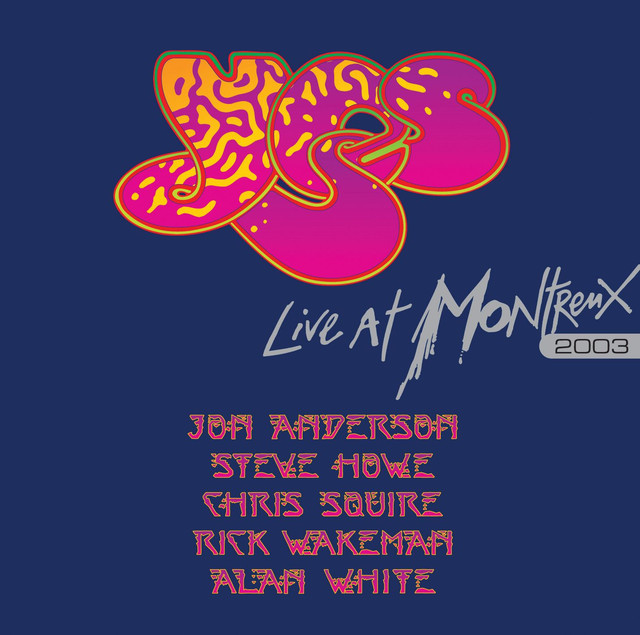 Yes
Live At Montreux
2003
JON ANDERSON
STEVE HOWE
CHRIS SQUIRE
RICK WAKEMAN
ALAN WHITE